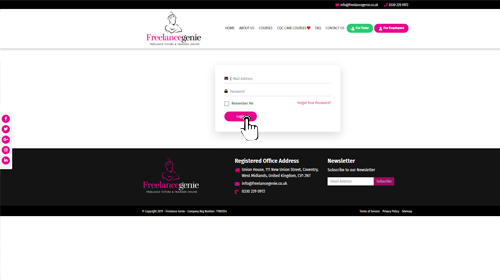 info@freelancegenie.co.uk 0330 229 0972
Freelancegenie
FREELANCE TUTORS & TRAINERS ONLINE
HOME ABOUT US COURSES CQC CARE COURSES FAQ CONTACT US For Tutor For Employers
E-Mail Address
Password
Remember Me Forgot Your Password?
Freelancegenie
FREELANCE TUTORS & TRAINERS ONLINE
Registered Office Address
Union House, 111 New Union Street, Coventry,
West Midlands, United Kingdom, CV1 2NT
info@freelancegenie.co.uk
0330 229 0972
Newsletter
Subscribe to our Newsletter
Email Address Subscribe
© Copyright 2019 - Freelance Genie - Company Reg Number:
Terms of Service Privacy Policy Sitemap